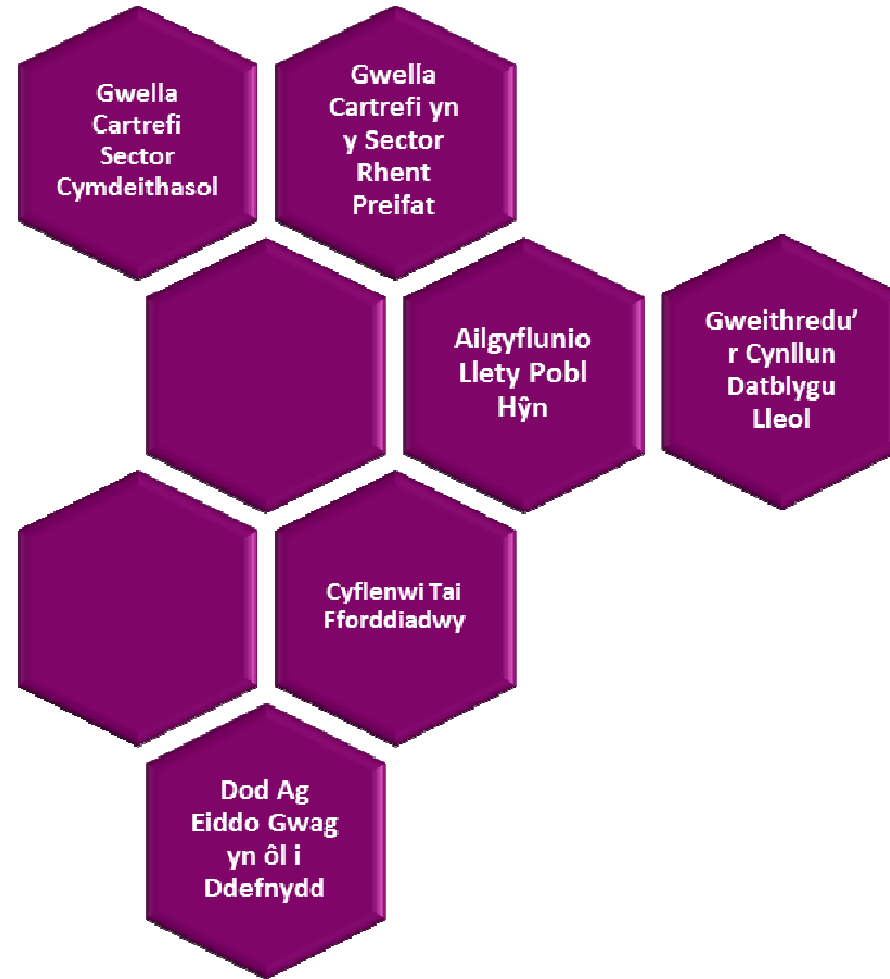 Gwella
Cartrefi
Sector
Cymdeithasol
Gwella
Cartrefi yn
y Sector
Rhent
Preifat
Ailgyflunio
Llety Pobl
Hŷn
Gweithredu’
r Cynllun
Datblygu
Lleol
Cyflenwi Tai
Fforddiadwy
Dod Ag
Eiddo Gwag
yn ôl i
Ddefnydd